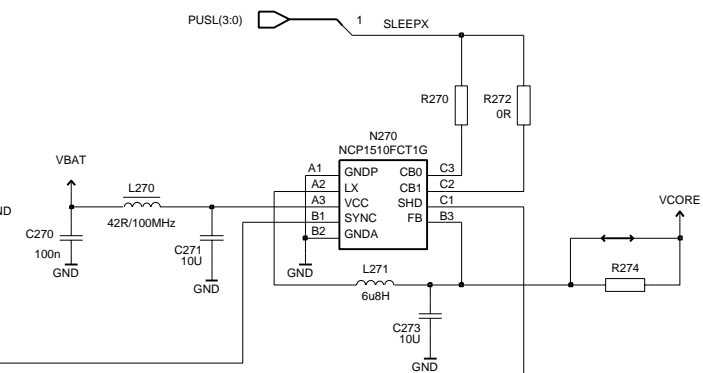 PUSL(3:0)
1 SLEEPX
R270
R272
0R
N270
NCP1510FCT1G
A1 GNDP CB0 C3
A2 LX CB1 C2
A3 VCC SHD C1
B1 SYNC FB B3
B2 GNDA
VBAT
L270
42R/100MHz
ND
C270
100n
GND
C271
10U
GND
GND
L271
6u8H
C273
10U
GND
VCORE
R274